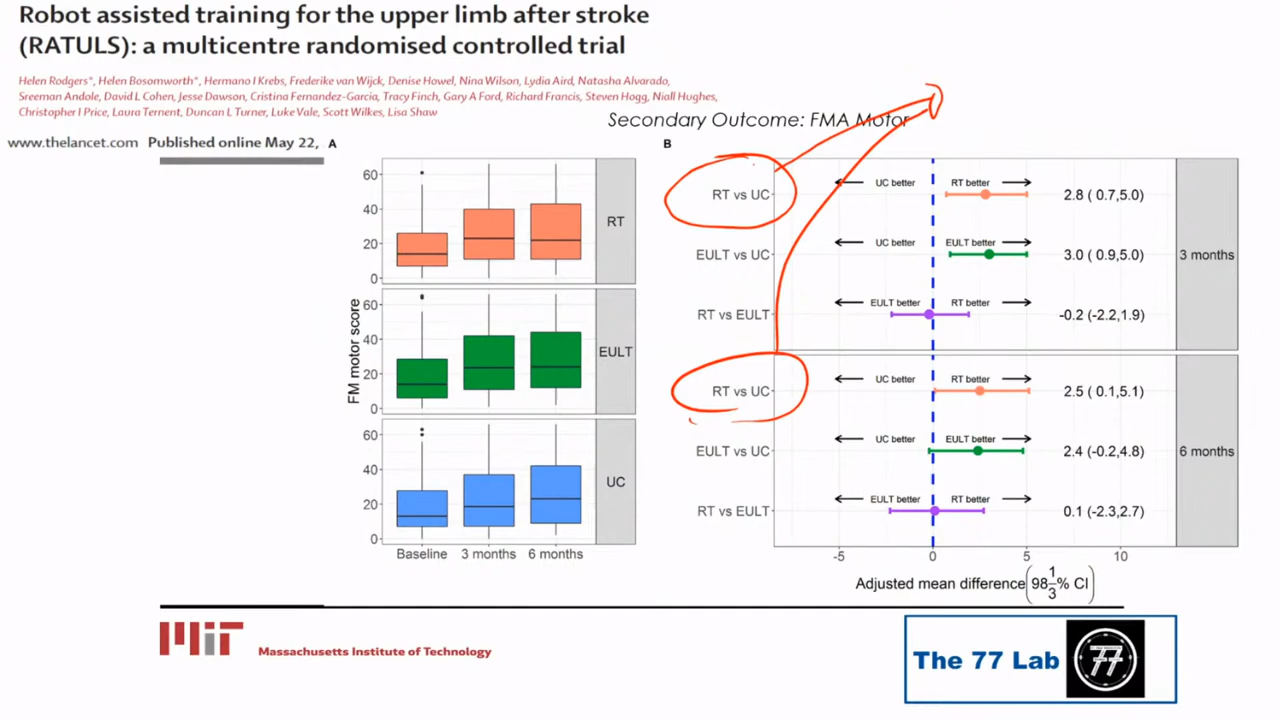 Robot assisted training for the upper limb after stroke
(RATULS): a multicentre randomised controlled trial
Helen Rodgers*, Helen Bosomworth*, Hermano I Krebs, Frederike van Wijck, Denise Howel, Nina Wilson, Lydia Aird, Natasha Alvarado,
Sreeman Andole, David L Cohen, Jesse Dawson, Cristina Fernandez-Garcia, Tracy Finch, Gary A Ford, Richard Francis, Steven Hogg, Niall Hughes,
Christopher I Price, Laura Ternent, Duncan L Turner, Luke Vale, Scott Wilkes, Lisa Shaw
Secondary Outcome: FMA Motor
www.thelancet.com Published online May 22,
A
B
FM motor score
60
40
20
0
RT
60
40
20
0
EULT
60
40
20
0
UC
Baseline
3 months
6 months
RT vs UC
UC better
RT better
2.8 ( 0.7,5.0)
EULT vs UC
UC better
EULT better
3.0 ( 0.9,5.0)
3 months
RT vs EULT
EULT better
RT better
-0.2 (-2.2,1.9)
RT vs UC
UC better
RT better
2.5 ( 0.1,5.1)
EULT vs UC
UC better
EULT better
2.4 (-0.2,4.8)
6 months
RT vs EULT
EULT better
RT better
0.1 (-2.3,2.7)
-5
0
5
10
Adjusted mean difference(98 1/3% CI)
MIT
Massachusetts Institute of Technology
The 77 Lab
77